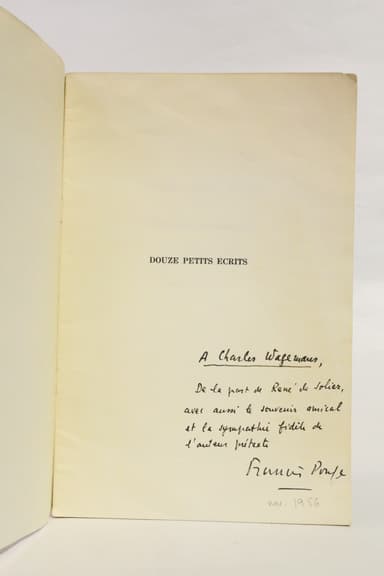 DOUZE PETITS ECRITS
A Charles Wagemans,
De la part de René de Solier,
avec aussi le souvenir amical
et la sympathie fidèle de
l'auteur prétexte
Francis Ponge
nov. 1956